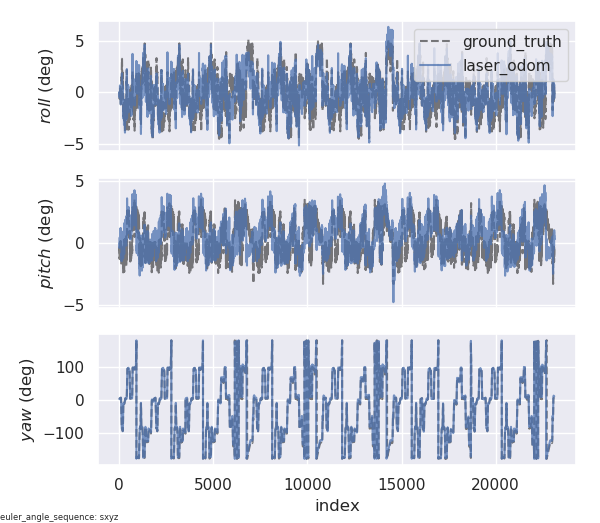 5
0
−5
roll (deg)
ground_truth
laser_odom
5
0
−5
pitch (deg)
100
0
−100
yaw (deg)
0 5000 10000 15000 20000
index
euler_angle_sequence: sxyz